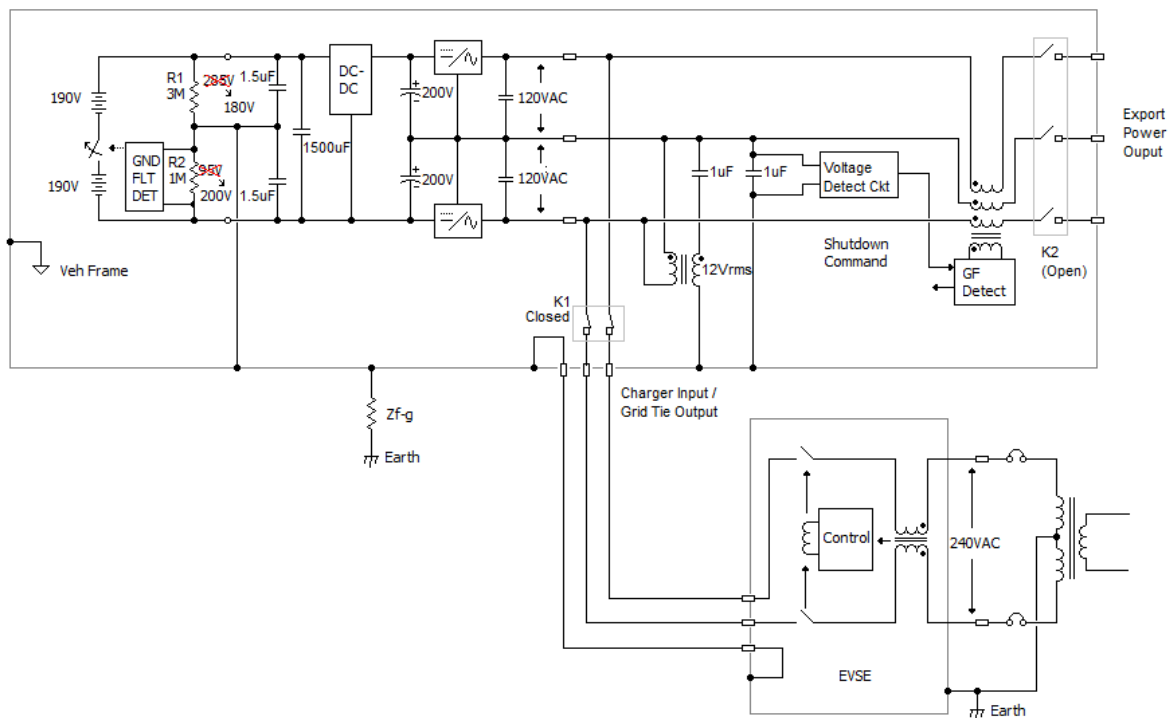 190V
190V
R1
3M
285V
180V
1.5uF
GND
FLT
DET
R2
1M
95V
200V
1.5uF
1500uF
DC-
DC
200V
200V
120VAC
120VAC
1uF
1uF
Voltage
Detect Ckt
Export
Power
Ouput
Shutdown
Command
K2
(Open)
GF
Detect
12Vrms
Veh Frame
K1
Closed
Charger Input /
Grid Tie Output
Zf-g
Earth
Control
240VAC
EVSE
Earth